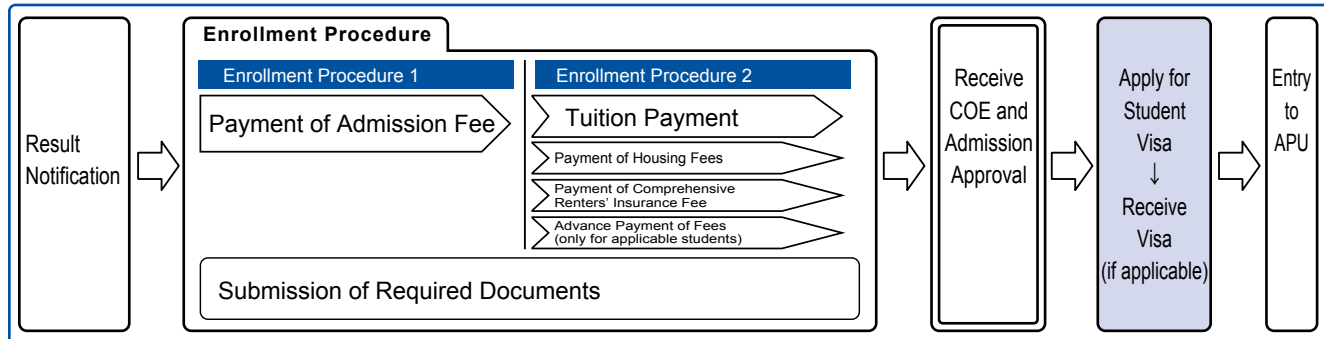 Result
Notification
Enrollment Procedure
Enrollment Procedure 1
Payment of Admission Fee
Enrollment Procedure 2
Tuition Payment
Payment of Housing Fees
Payment of Comprehensive
Renters' Insurance Fee
Advance Payment of Fees
(only for applicable students)
Submission of Required Documents
Receive
COE and
Admission
Approval
Apply for
Student
Visa
↓
Receive
Visa
(if applicable)
Entry
to
APU